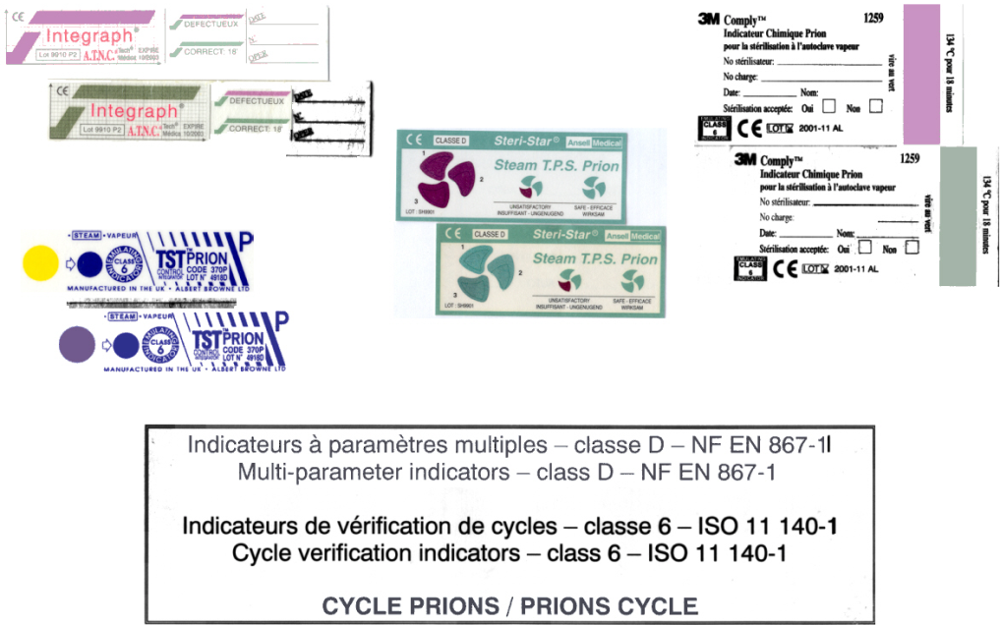 CE
Integraph®
Lot 9910 P2
A.T.N.C.®
Tech® EXPIRE
Médics 10/2003
DEFECTUEUX
CORRECT: 18'
DATE
N°
OPER
CE
Integraph®
Lot 9910 P2
A.T.N.C.®
Tech® EXPIRE
Médics 10/2003
DEFECTUEUX
CORRECT: 18'
DATE
N°
OPER
CE CLASSE D Steri-Star® Ansell Medical
Steam T.P.S. Prion
1
2
3
LOT : SH9901
UNSATISFACTORY
INSUFFISANT - UNGENUGEND
SAFE - EFFICACE
WIRKSAM
CE CLASSE D Steri-Star® Ansell Medical
Steam T.P.S. Prion
1
2
3
LOT : SH9901
UNSATISFACTORY
INSUFFISANT - UNGENUGEND
SAFE - EFFICACE
WIRKSAM
3M Comply™ 1259
Indicateur Chimique Prion
pour la stérilisation à l'autoclave vapeur
No stérilisateur:
No charge:
Date: Nom:
Stérilisation acceptée: Oui Non
EMULATING
CLASS
6
INDICATOR
CE LOT 2001-11 AL
vire au vert
134 °C pour 18 minutes
3M Comply™ 1259
Indicateur Chimique Prion
pour la stérilisation à l'autoclave vapeur
No stérilisateur:
No charge:
Date: Nom:
Stérilisation acceptée: Oui Non
EMULATING
CLASS
6
INDICATOR
CE LOT 2001-11 AL
vire au vert
134 °C pour 18 minutes
• STEAM • VAPEUR
EMULATING INDICATOR
CLASS
6
TST™ PRION
CONTROL
INTEGRATOR
CODE 370P
LOT N° 4918D
P
MANUFACTURED IN THE UK • ALBERT BROWNE LTD
• STEAM • VAPEUR
EMULATING INDICATOR
CLASS
6
TST™ PRION
CONTROL
INTEGRATOR
CODE 370P
LOT N° 4918D
P
MANUFACTURED IN THE UK • ALBERT BROWNE LTD
Indicateurs à paramètres multiples – classe D – NF EN 867-1
Multi-parameter indicators – class D – NF EN 867-1
Indicateurs de vérification de cycles – classe 6 – ISO 11 140-1
Cycle verification indicators – class 6 – ISO 11 140-1
CYCLE PRIONS / PRIONS CYCLE